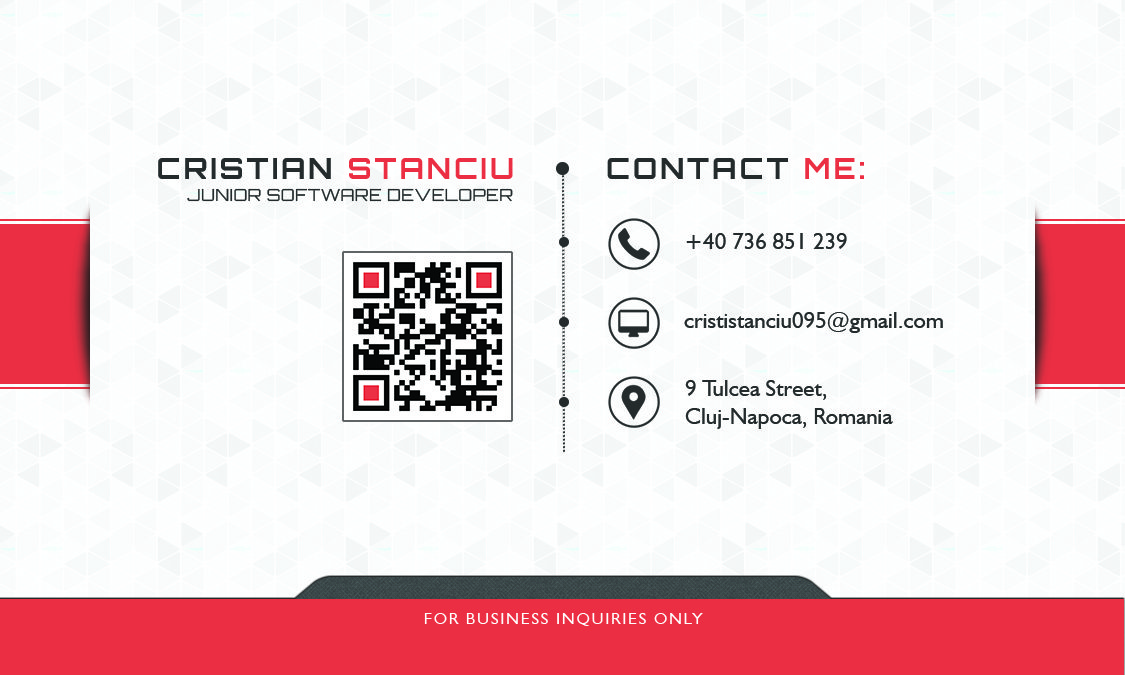 CRISTIAN STANCIU
JUNIOR SOFTWARE DEVELOPER
CONTACT ME:
+40 736 851 239
crististanciu095@gmail.com
9 Tulcea Street,
Cluj-Napoca, Romania
FOR BUSINESS INQUIRIES ONLY